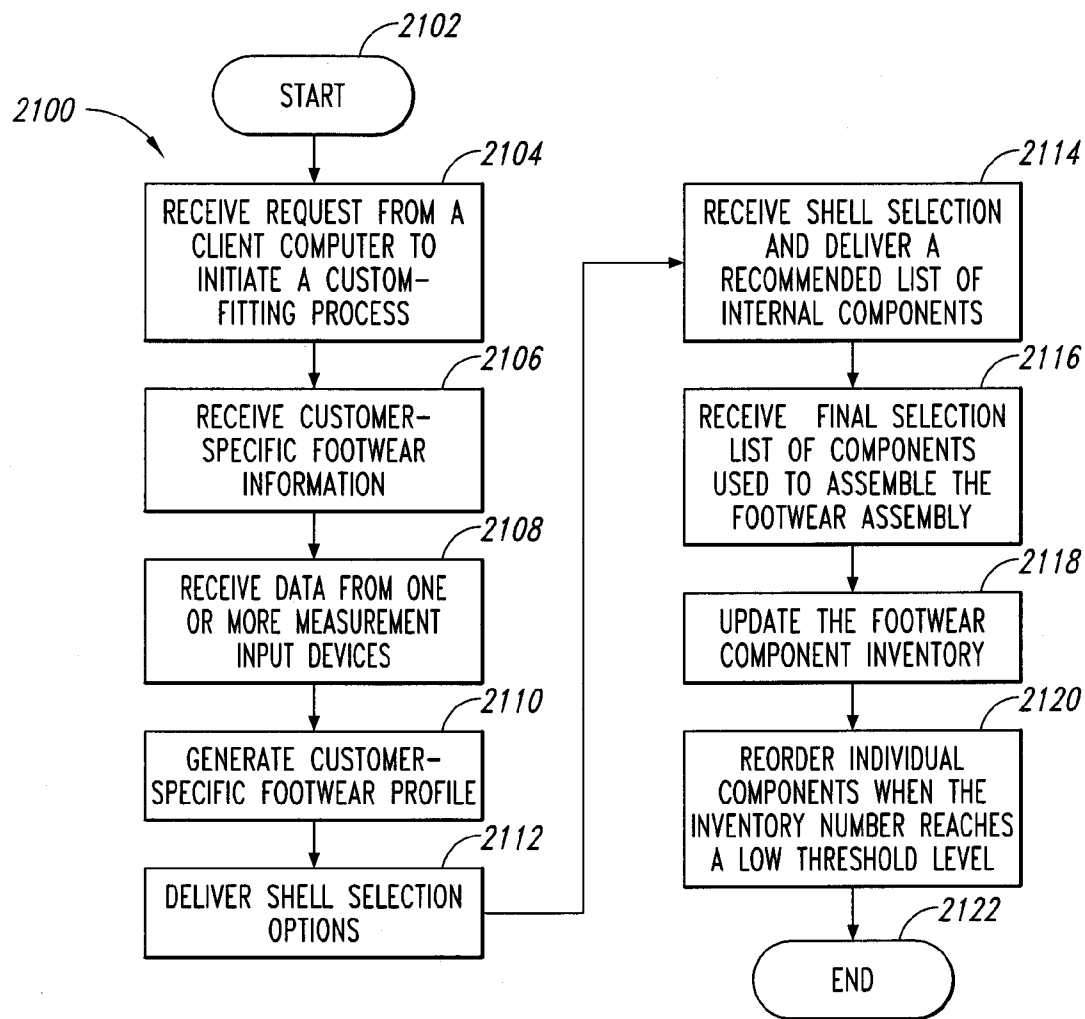 2102
START
2100
2104
RECEIVE REQUEST FROM A
CLIENT COMPUTER TO
INITIATE A CUSTOM-
FITTING PROCESS
2106
RECEIVE CUSTOMER-
SPECIFIC FOOTWEAR
INFORMATION
2108
RECEIVE DATA FROM ONE
OR MORE MEASUREMENT
INPUT DEVICES
2110
GENERATE CUSTOMER-
SPECIFIC FOOTWEAR PROFILE
2112
DELIVER SHELL SELECTION
OPTIONS
2114
RECEIVE SHELL SELECTION
AND DELIVER A
RECOMMENDED LIST OF
INTERNAL COMPONENTS
2116
RECEIVE FINAL SELECTION
LIST OF COMPONENTS
USED TO ASSEMBLE THE
FOOTWEAR ASSEMBLY
2118
UPDATE THE FOOTWEAR
COMPONENT INVENTORY
2120
REORDER INDIVIDUAL
COMPONENTS WHEN THE
INVENTORY NUMBER REACHES
A LOW THRESHOLD LEVEL
2122
END